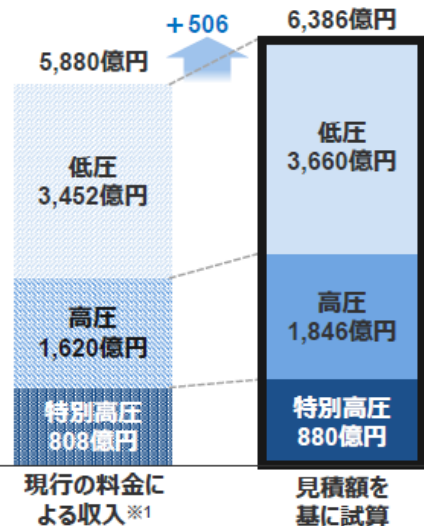 +506
5,880億円
6,386億円
低圧
3,452億円
低圧
3,660億円
高圧
1,620億円
高圧
1,846億円
特別高圧
808億円
特別高圧
880億円
現行の料金に
よる収入※1
見積額を
基に試算